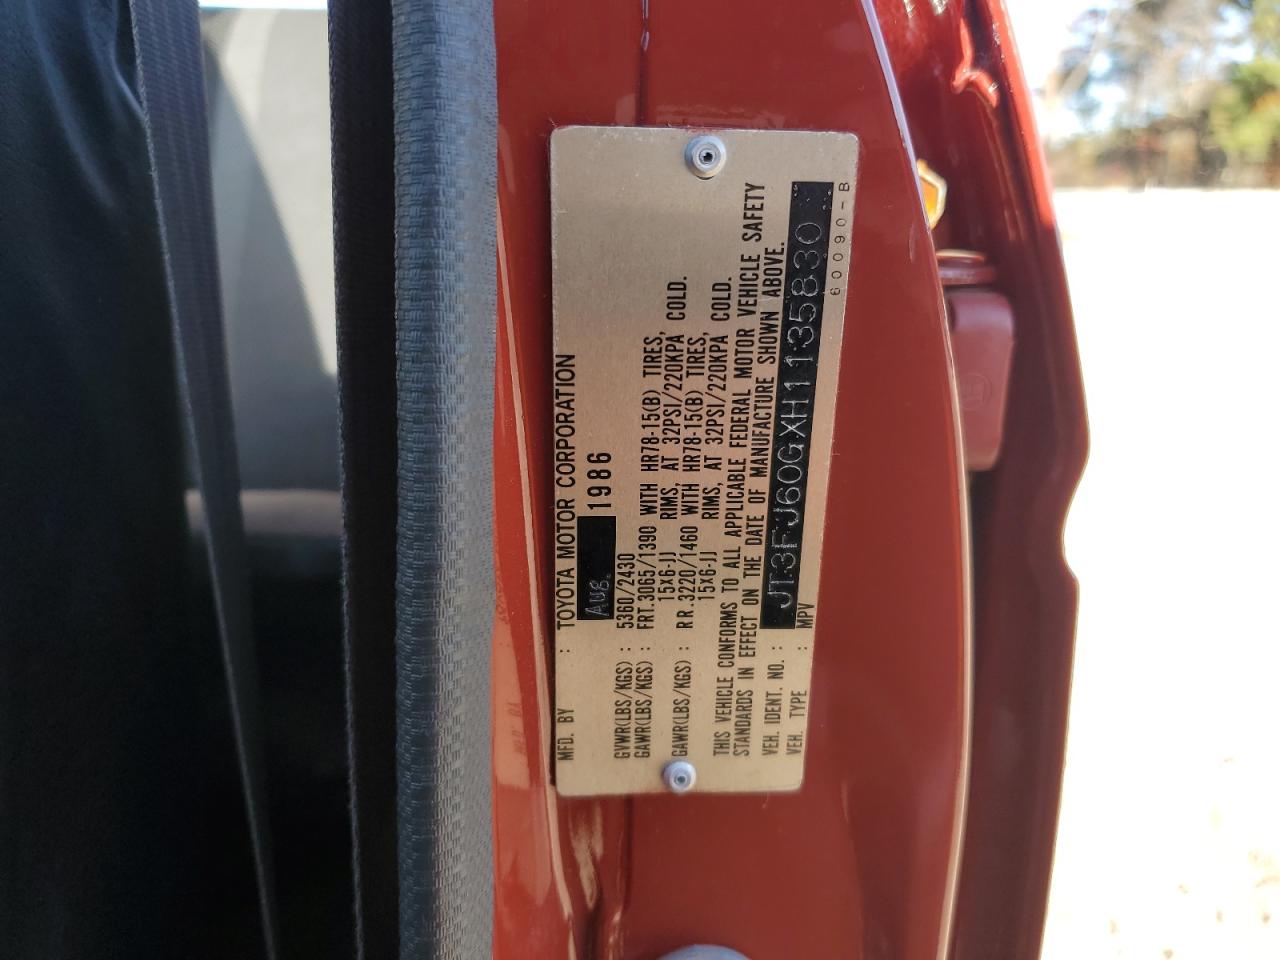 MFD. BY : TOYOTA MOTOR CORPORATION
Aug. 1986
GVWR(LBS/KGS) : 5360/2430
GAWR(LBS/KGS) : FRT.3065/1390 WITH HR78-15(B) TIRES,
15X6-JJ RIMS, AT 32PSI/220KPA COLD.
GAWR(LBS/KGS) : RR.3220/1460 WITH HR78-15(B) TIRES,
15X6-JJ RIMS, AT 32PSI/220KPA COLD.
THIS VEHICLE CONFORMS TO ALL APPLICABLE FEDERAL MOTOR VEHICLE SAFETY
STANDARDS IN EFFECT ON THE DATE OF MANUFACTURE SHOWN ABOVE.
VEH. IDENT. NO. : JT3FJ60GXH1135830
VEH. TYPE : MPV
60090-B